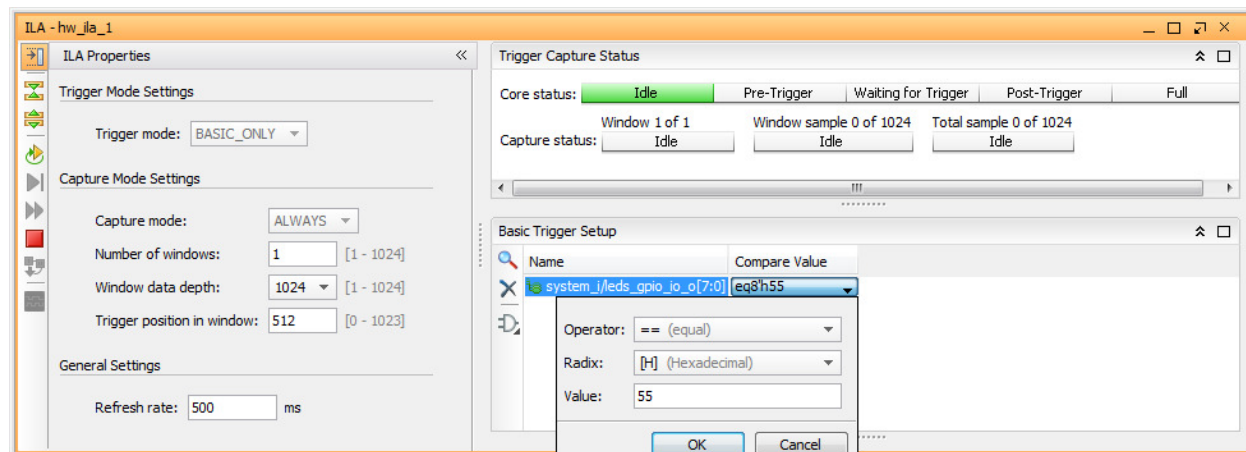 ILA - hw_ila_1
ILA Properties
Trigger Mode Settings
Trigger mode: BASIC_ONLY
Capture Mode Settings
Capture mode: ALWAYS
Number of windows: 1 [1 - 1024]
Window data depth: 1024 [1 - 1024]
Trigger position in window: 512 [0 - 1023]
General Settings
Refresh rate: 500 ms
Trigger Capture Status
Core status: Idle Pre-Trigger Waiting for Trigger Post-Trigger Full
Window 1 of 1 Window sample 0 of 1024 Total sample 0 of 1024
Capture status: Idle Idle Idle
Basic Trigger Setup
Name Compare Value
system_i/leds_gpio_io_o[7:0] eq8'h55
Operator: == (equal)
Radix: [H] (Hexadecimal)
Value: 55
OK Cancel